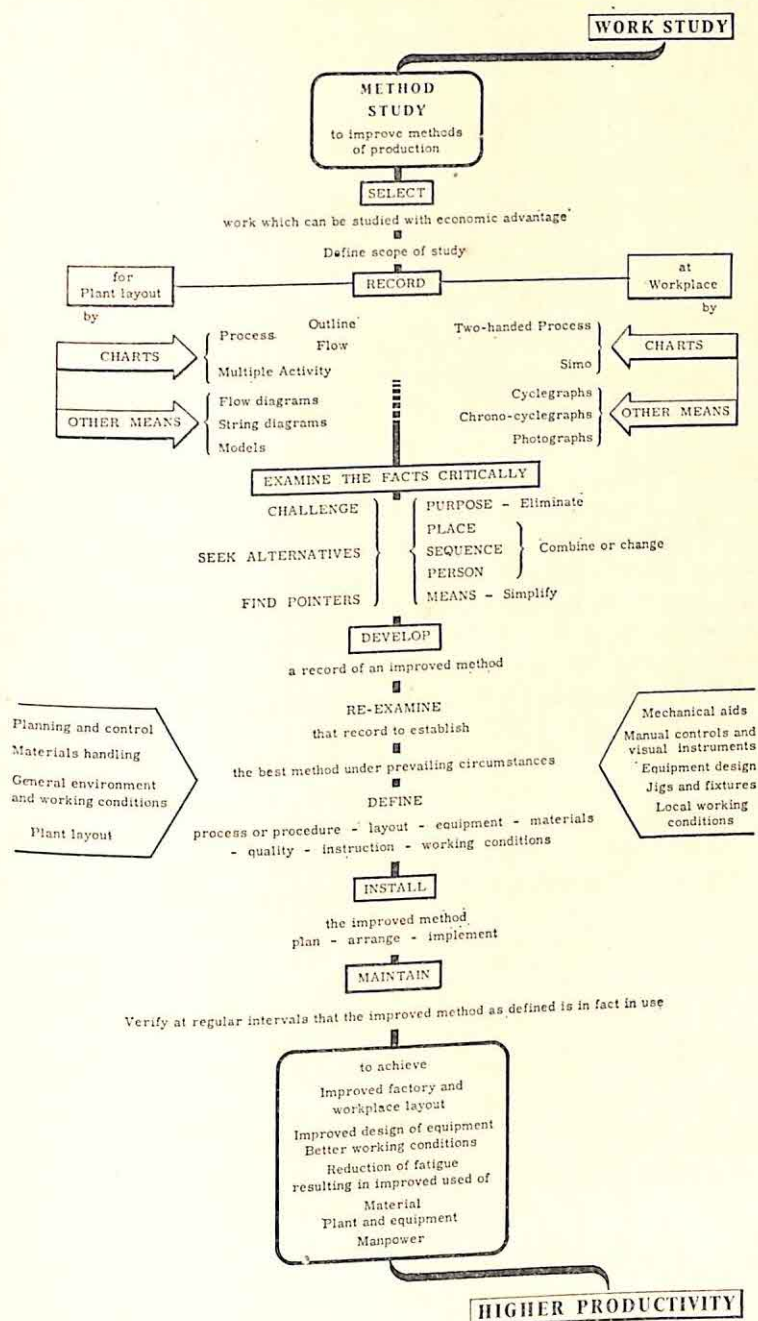 WORK STUDY
METHOD
STUDY
to improve methods
of production
SELECT
work which can be studied with economic advantage
Define scope of study
for
Plant layout
RECORD
at
Workplace
by
by
CHARTS
Process
Outline
Flow
Multiple Activity
Two-handed Process
Simo
CHARTS
OTHER MEANS
Flow diagrams
String diagrams
Models
Cyclegraphs
Chrono-cyclegraphs
Photographs
OTHER MEANS
EXAMINE THE FACTS CRITICALLY
CHALLENGE
SEEK ALTERNATIVES
FIND POINTERS
PURPOSE - Eliminate
PLACE
SEQUENCE
PERSON
Combine or change
MEANS - Simplify
DEVELOP
a record of an improved method
RE-EXAMINE
that record to establish
the best method under prevailing circumstances
DEFINE
process or procedure - layout - equipment - materials
- quality - instruction - working conditions
Planning and control
Materials handling
General environment
and working conditions
Plant layout
Mechanical aids
Manual controls and
visual instruments
Equipment design
Jigs and fixtures
Local working
conditions
INSTALL
the improved method
plan - arrange - implement
MAINTAIN
Verify at regular intervals that the improved method as defined is in fact in use
to achieve
Improved factory and
workplace layout
Improved design of equipment
Better working conditions
Reduction of fatigue
resulting in improved used of
Material
Plant and equipment
Manpower
HIGHER PRODUCTIVITY